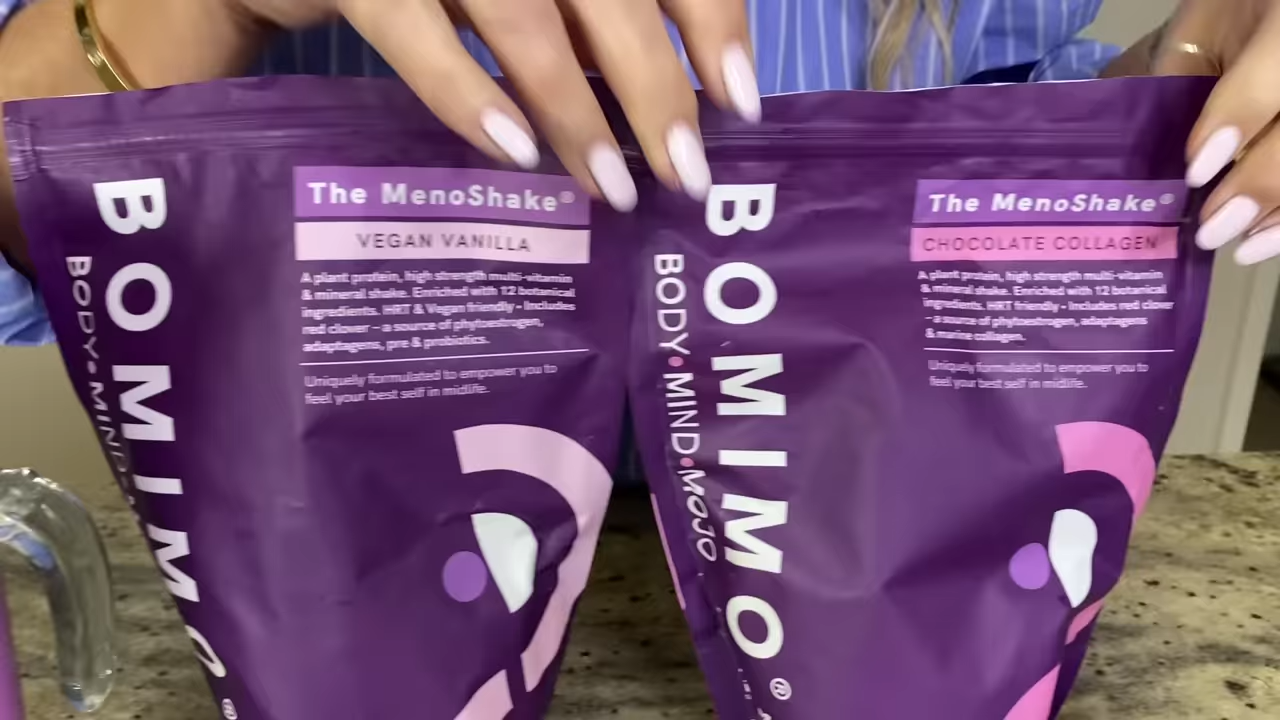 BOMIMO®
BODY•MIND
The MenoShake®
VEGAN VANILLA
A plant protein, high strength multi-vitamin
& mineral shake. Enriched with 12 botanical
ingredients. HRT & Vegan friendly - Includes
red clover - a source of phytoestrogen,
adaptagens, pre & probiotics.
Uniquely formulated to empower you to
feel your best self in midlife.
BOMIMO®
BODY•MIND•MOJO
The MenoShake®
CHOCOLATE COLLAGEN
A plant protein, high strength multi-vitamin
& mineral shake. Enriched with 12 botanical
ingredients. HRT friendly - Includes red clover
- a source of phytoestrogen, adaptagens
& marine collagen.
Uniquely formulated to empower you to
feel your best self in midlife.